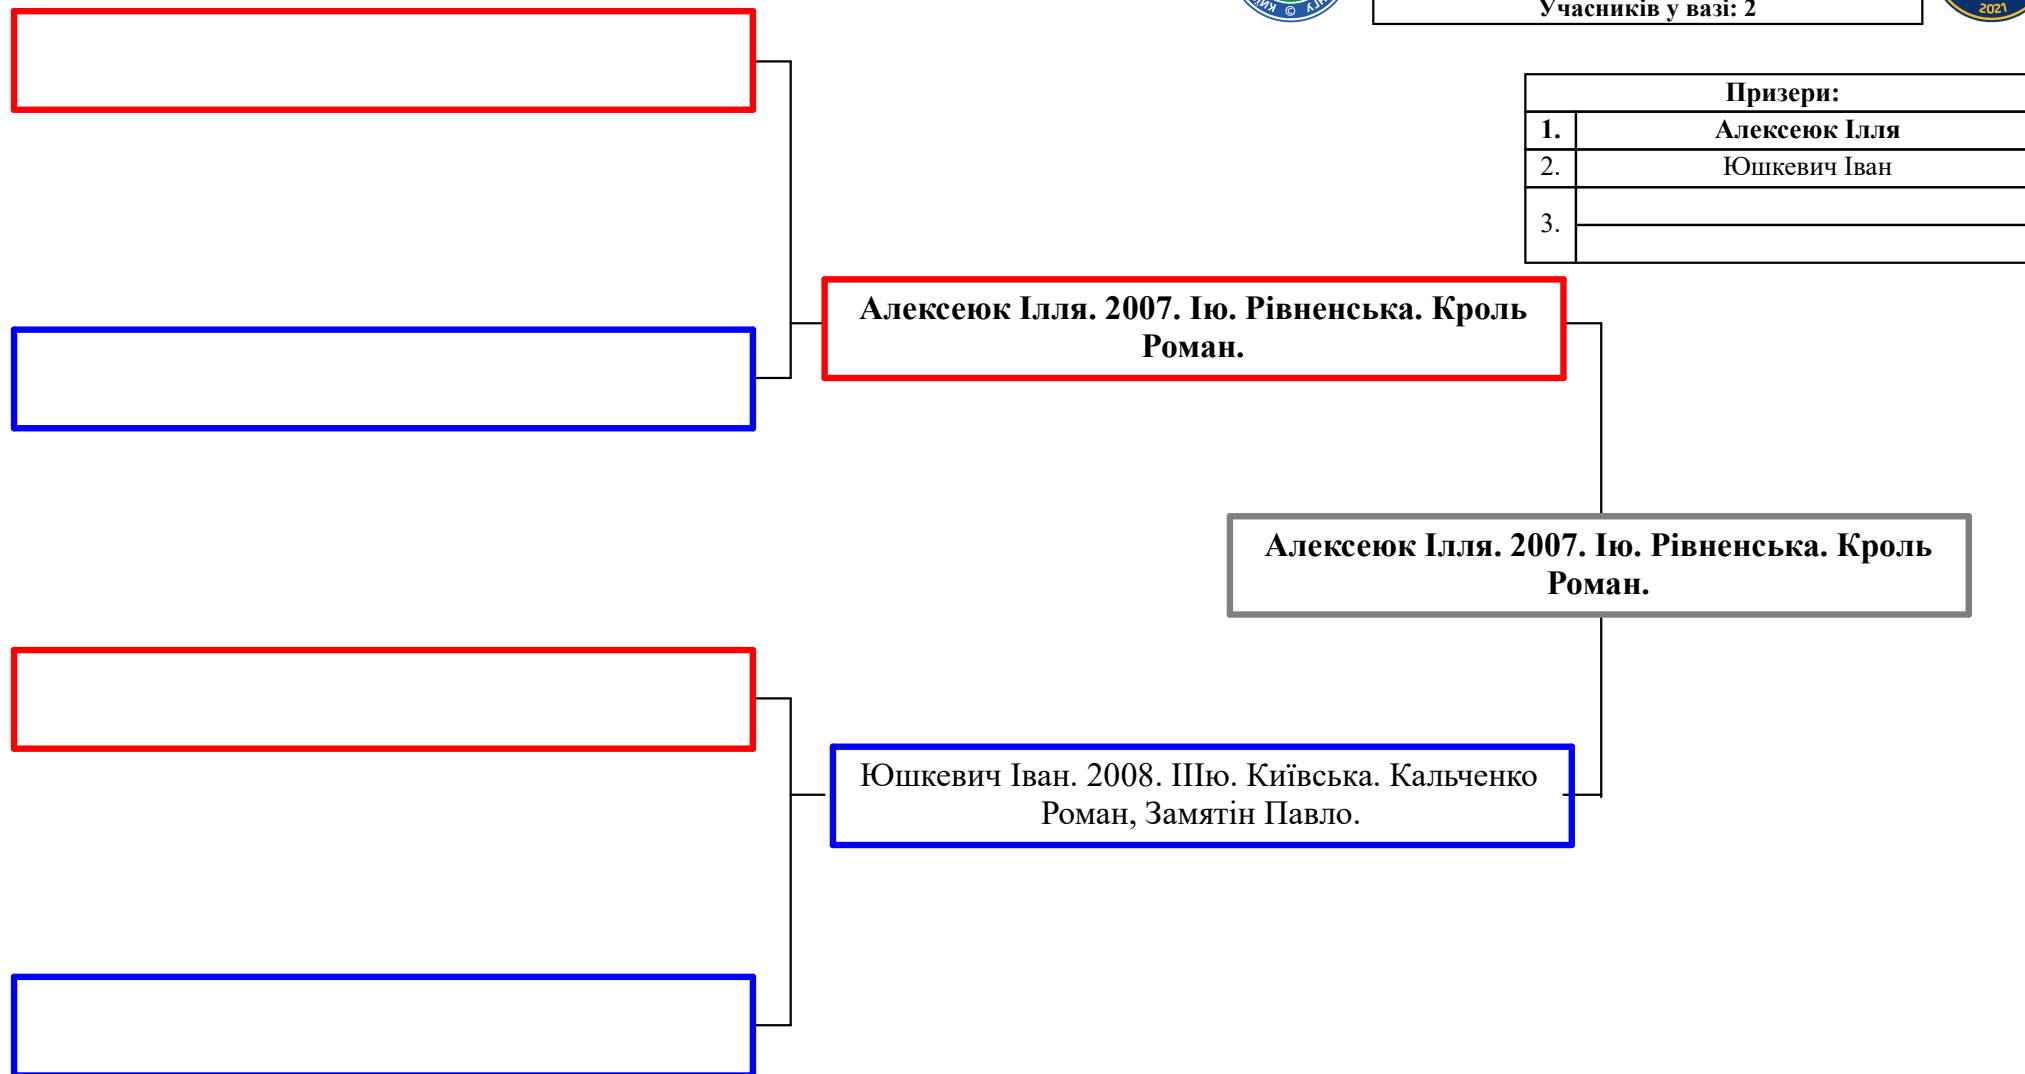 Учасників у вазі: 2
2021
Призери:
1. Алексеюк Ілля
2. Юшкевич Іван
3.
Алексеюк Ілля. 2007. Ію. Рівненська. Кроль
Роман.
Алексеюк Ілля. 2007. Ію. Рівненська. Кроль
Роман.
Юшкевич Іван. 2008. ІІІю. Київська. Кальченко
Роман, Замятін Павло.